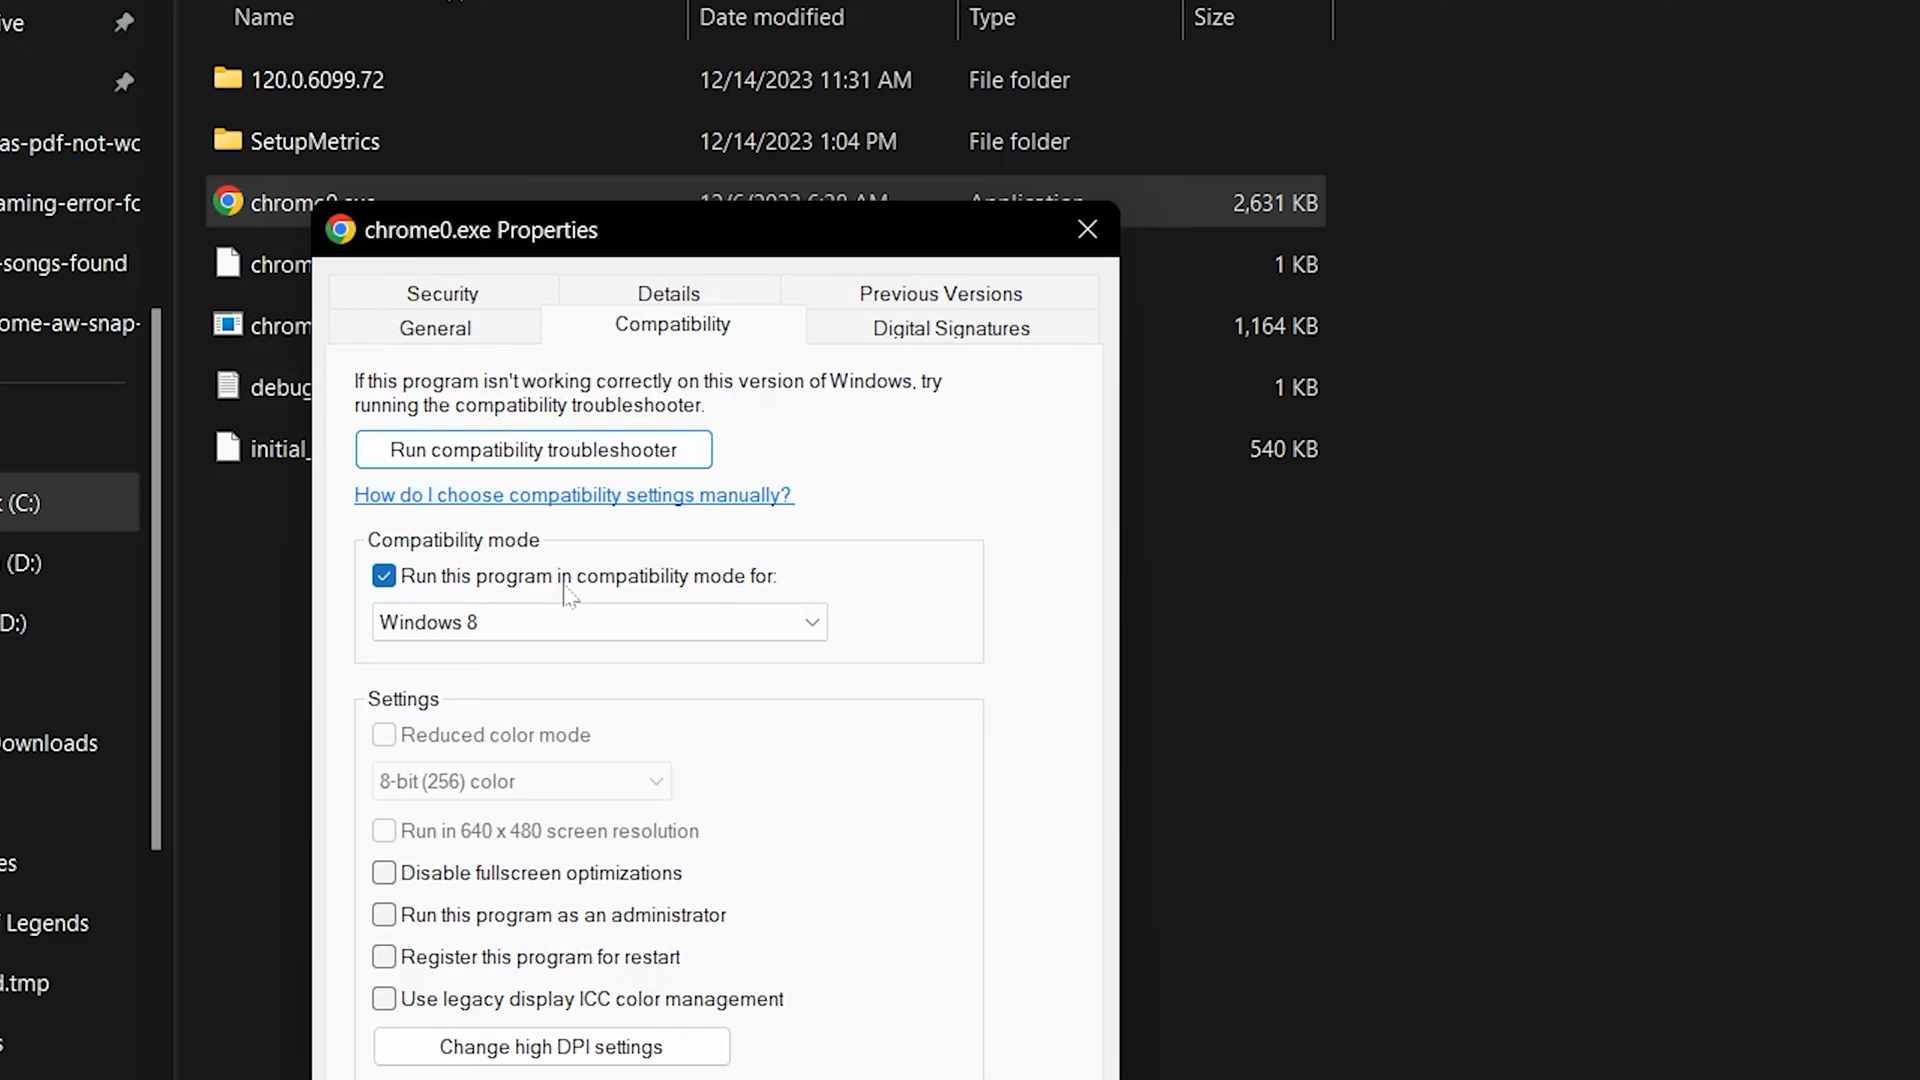 ive
Name Date modified Type Size
120.0.6099.72 12/14/2023 11:31 AM File folder
SetupMetrics 12/14/2023 1:04 PM File folder
as-pdf-not-wo
aming-error-fo
-songs-found
ome-aw-snap-
(C:)
(D:)
D:)
ownloads
es
Legends
d.tmp
s
chrome0.exe 2,631 KB
chrom 1 KB
chrom 1,164 KB
debug 1 KB
initial_ 540 KB
chrome0.exe Properties
Security Details Previous Versions
General Compatibility Digital Signatures
If this program isn't working correctly on this version of Windows, try
running the compatibility troubleshooter.
Run compatibility troubleshooter
How do I choose compatibility settings manually?
Compatibility mode
Run this program in compatibility mode for:
Windows 8
Settings
Reduced color mode
8-bit (256) color
Run in 640 x 480 screen resolution
Disable fullscreen optimizations
Run this program as an administrator
Register this program for restart
Use legacy display ICC color management
Change high DPI settings